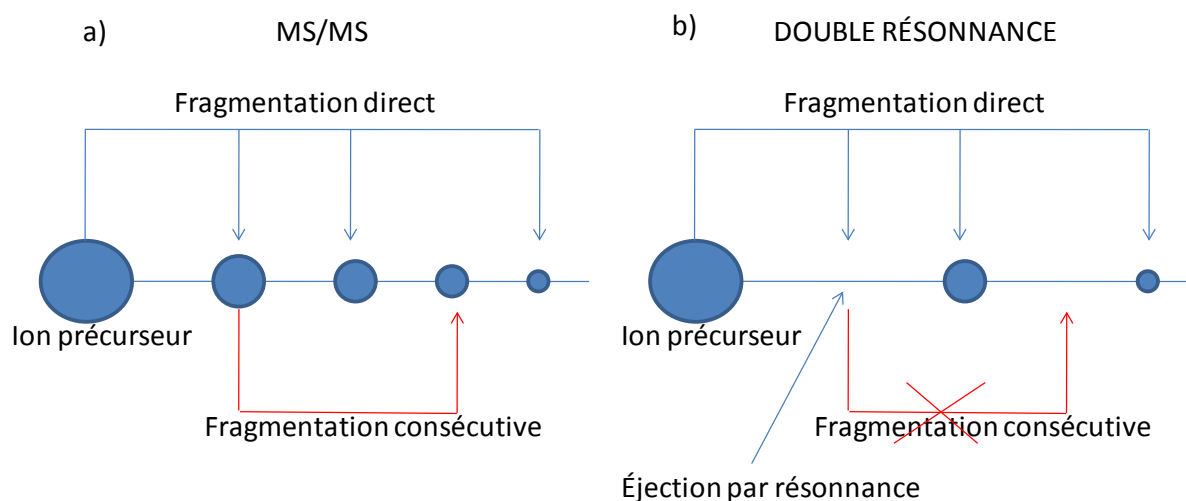 a) MS/MS
Fragmentation direct
Ion précurseur
Fragmentation consécutive
b) DOUBLE RÉSONNANCE
Fragmentation direct
Ion précurseur
Fragmentation consécutive
Éjection par résonnance